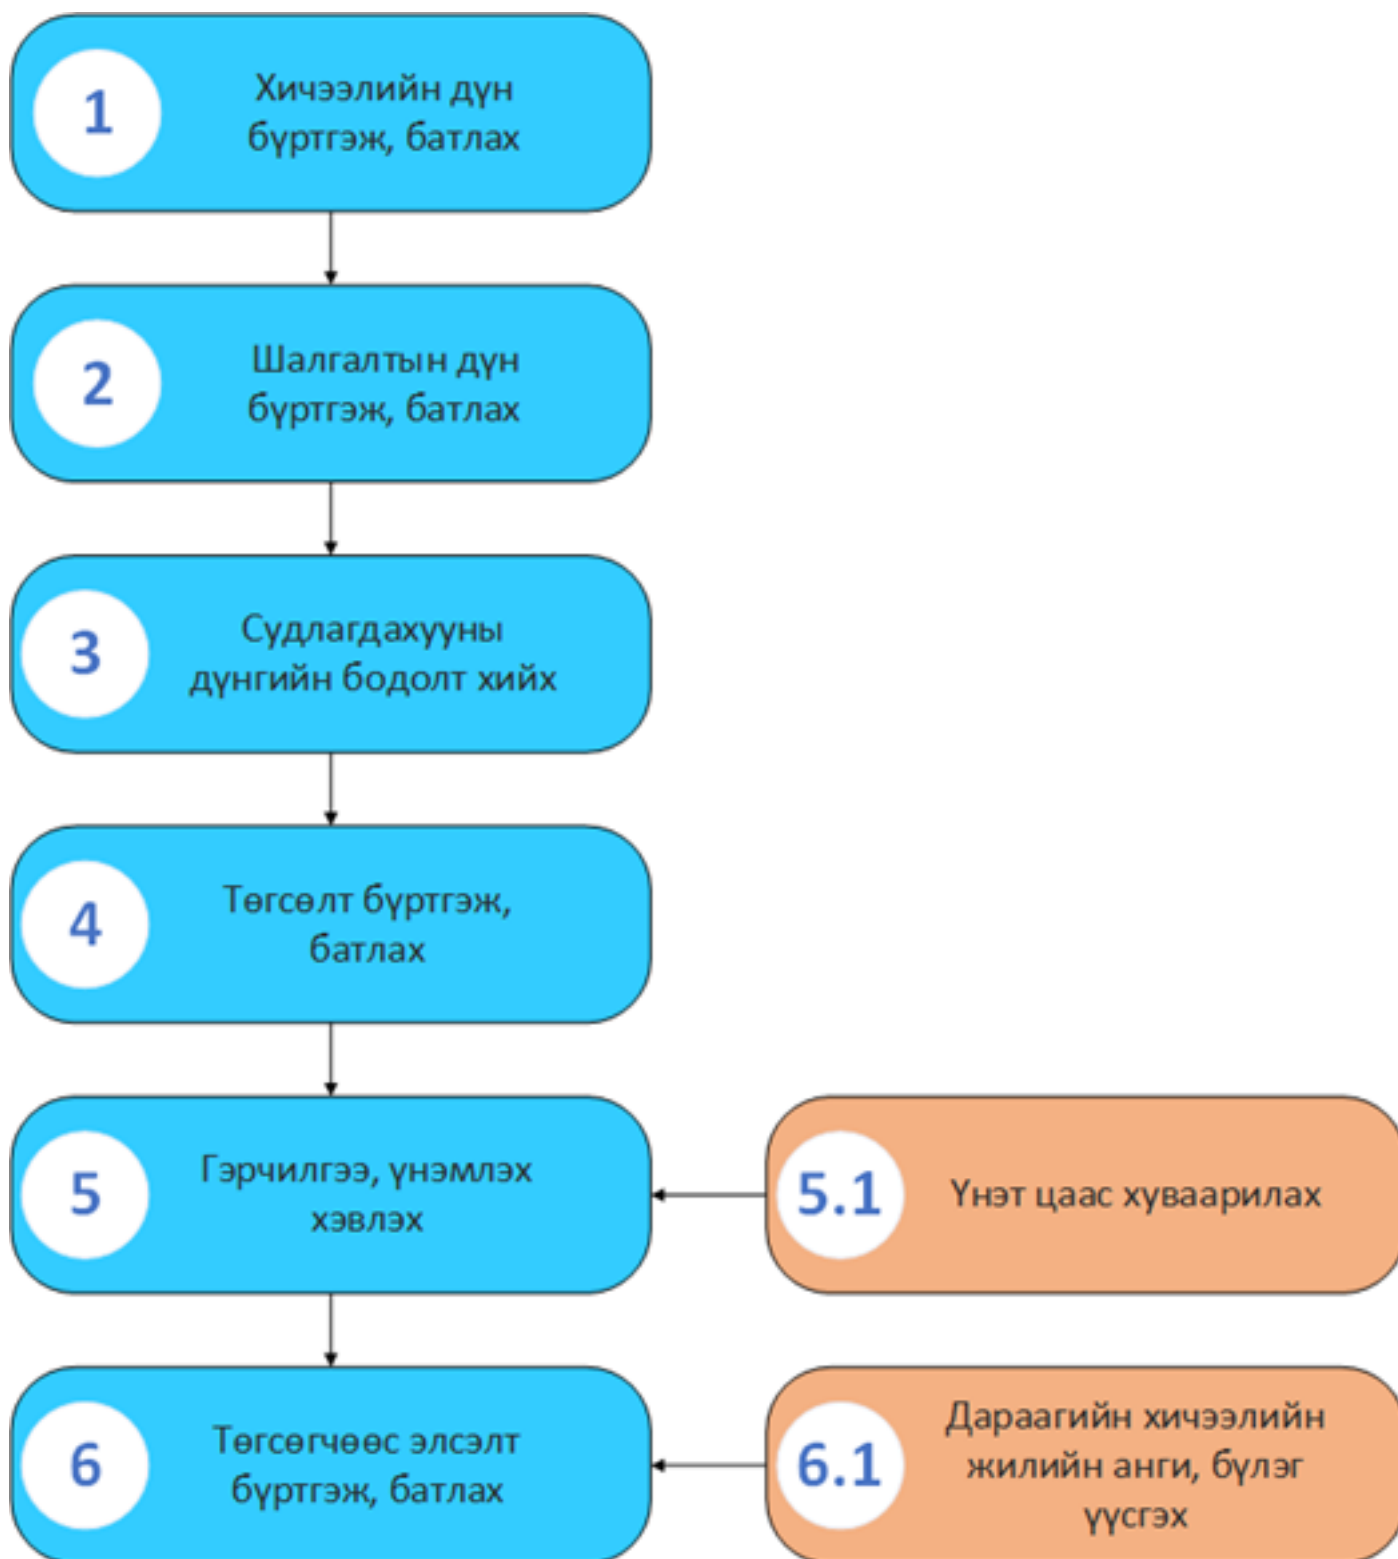 1
Хичээлийн дүн
бүртгэж, батлах
2
Шалгалтын дүн
бүртгэж, батлах
3
Судлагдахууны
дүнгийн бодолт хийх
4
Төгсөлт бүртгэж,
батлах
5
Гэрчилгээ, үнэмлэх
хэвлэх
5.1
Үнэт цаас хуваарилах
6
Төгсөгчөөс элсэлт
бүртгэж, батлах
6.1
Дараагийн хичээлийн
жилийн анги, бүлэг
үүсгэх